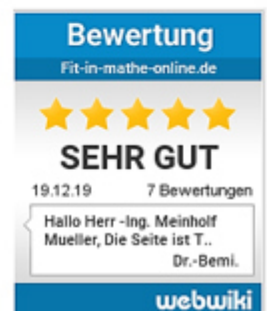 Bewertung
Fit-in-mathe-online.de
SEHR GUT
19.12.19 7 Bewertungen
Hallo Herr -Ing. Meinholf
Mueller, Die Seite ist T..
Dr.-Bemi.
webwiki